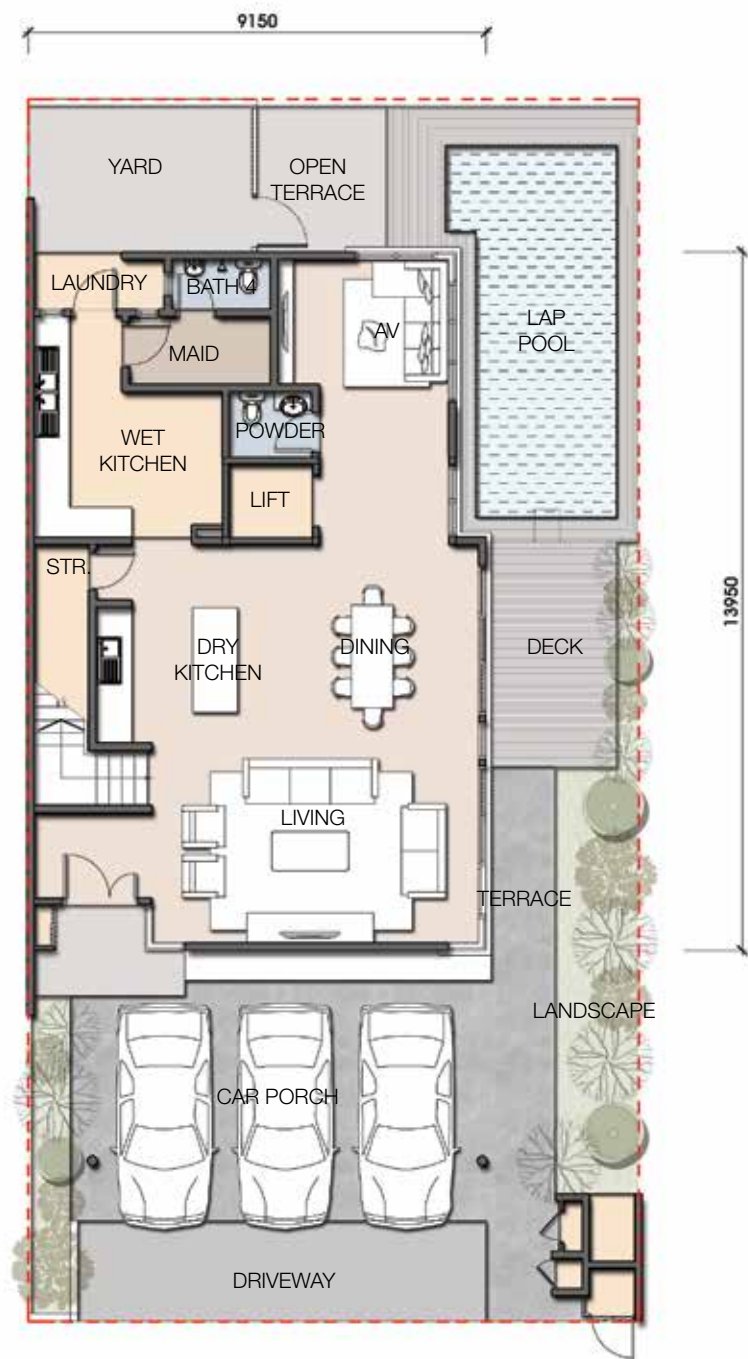 9150
YARD
OPEN
TERRACE
LAUNDRY
BATH 4
MAID
AV
LAP
POOL
POWDER
WET
KITCHEN
LIFT
STR.
13950
DRY
KITCHEN
DINING
DECK
LIVING
TERRACE
LANDSCAPE
CAR PORCH
DRIVEWAY